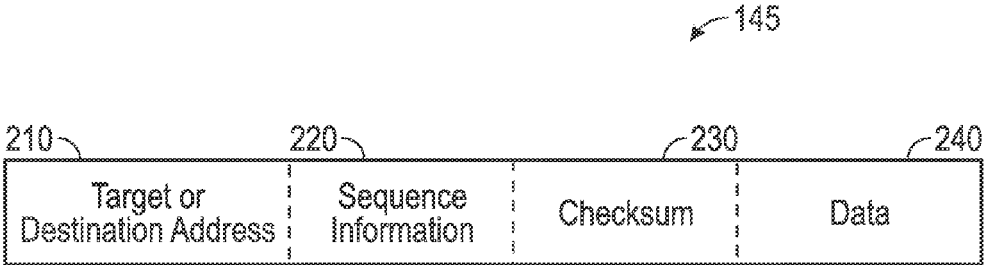 145
210
220
230
240
Target or
Destination Address
Sequence
Information
Checksum
Data